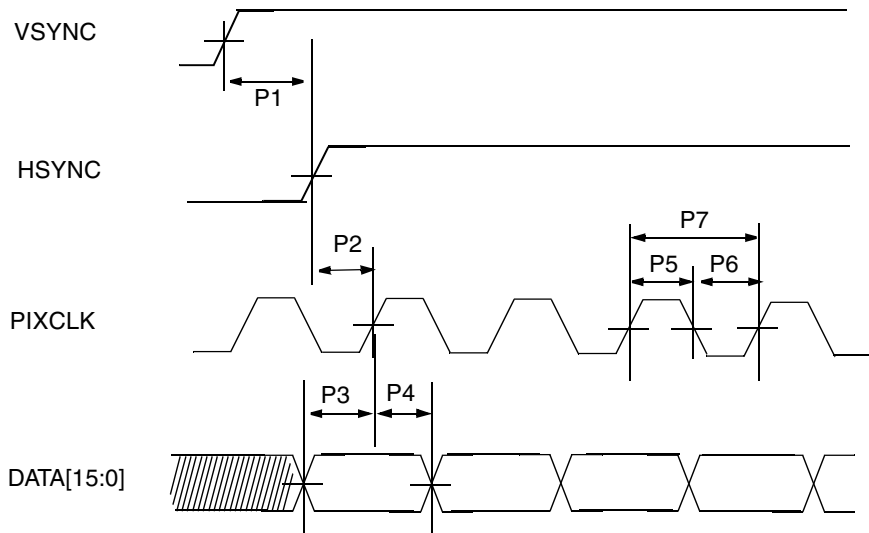 VSYNC
P1
HSYNC
P2
P7
P5 P6
PIXCLK
P3 P4
DATA[15:0]